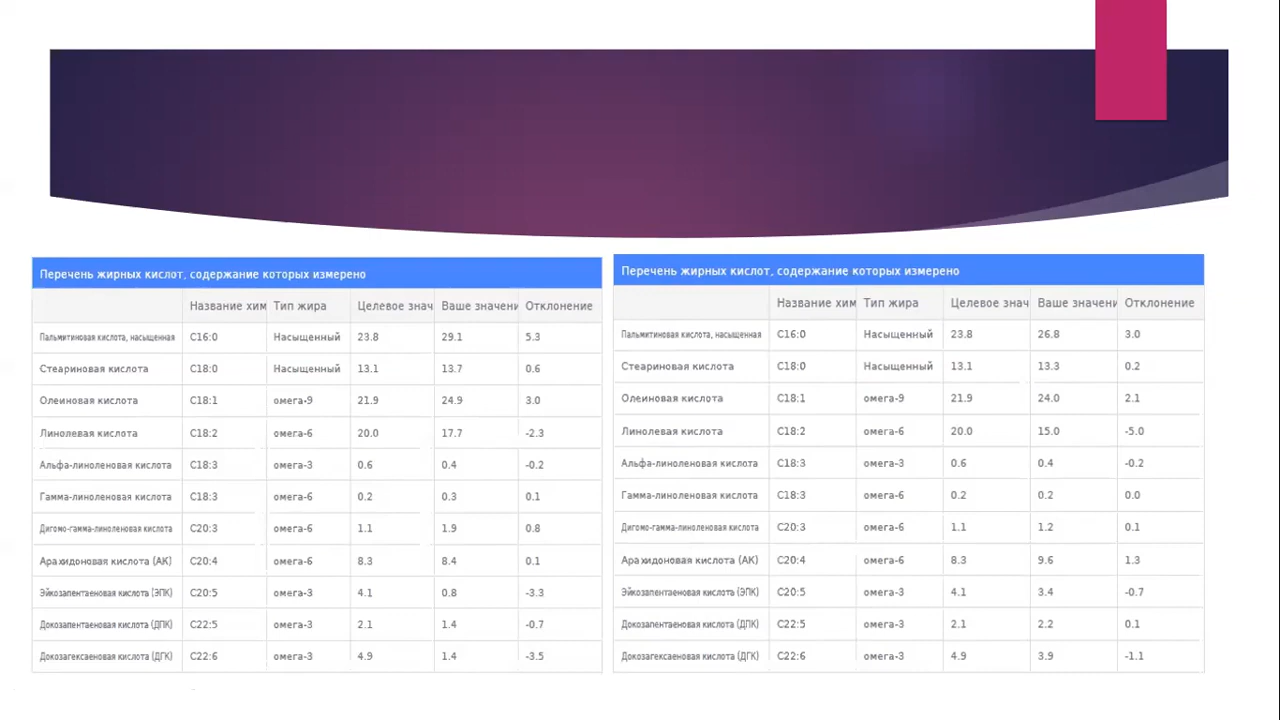 Перечень жирных кислот, содержание которых измерено
Название хим Тип жира Целевое знач Ваше значени Отклонение
Пальмитиновая кислота, насыщенная C16:0 Насыщенный 23.8 29.1 5.3
Стеариновая кислота C18:0 Насыщенный 13.1 13.7 0.6
Олеиновая кислота C18:1 омега-9 21.9 24.9 3.0
Линолевая кислота C18:2 омега-6 20.0 17.7 -2.3
Альфа-линоленовая кислота C18:3 омега-3 0.6 0.4 -0.2
Гамма-линоленовая кислота C18:3 омега-6 0.2 0.3 0.1
Дигомо-гамма-линоленовая кислота C20:3 омега-6 1.1 1.9 0.8
Арахидоновая кислота (АК) C20:4 омега-6 8.3 8.4 0.1
Эйкозапентаеновая кислота (ЭПК) C20:5 омега-3 4.1 0.8 -3.3
Докозапентаеновая кислота (ДПК) C22:5 омега-3 2.1 1.4 -0.7
Докозагексаеновая кислота (ДГК) C22:6 омега-3 4.9 1.4 -3.5
Перечень жирных кислот, содержание которых измерено
Название хим Тип жира Целевое знач Ваше значени Отклонение
Пальмитиновая кислота, насыщенная C16:0 Насыщенный 23.8 26.8 3.0
Стеариновая кислота C18:0 Насыщенный 13.1 13.3 0.2
Олеиновая кислота C18:1 омега-9 21.9 24.0 2.1
Линолевая кислота C18:2 омега-6 20.0 15.0 -5.0
Альфа-линоленовая кислота C18:3 омега-3 0.6 0.4 -0.2
Гамма-линоленовая кислота C18:3 омега-6 0.2 0.2 0.0
Дигомо-гамма-линоленовая кислота C20:3 омега-6 1.1 1.2 0.1
Арахидоновая кислота (АК) C20:4 омега-6 8.3 9.6 1.3
Эйкозапентаеновая кислота (ЭПК) C20:5 омега-3 4.1 3.4 -0.7
Докозапентаеновая кислота (ДПК) C22:5 омега-3 2.1 2.2 0.1
Докозагексаеновая кислота (ДГК) C22:6 омега-3 4.9 3.9 -1.1